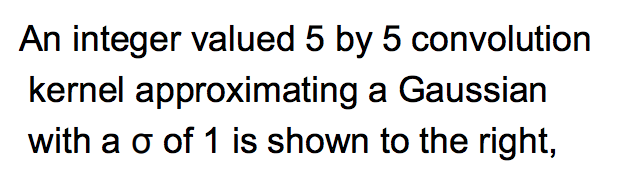 An integer valued 5 by 5 convolution
kernel approximating a Gaussian
with a σ of 1 is shown to the right,